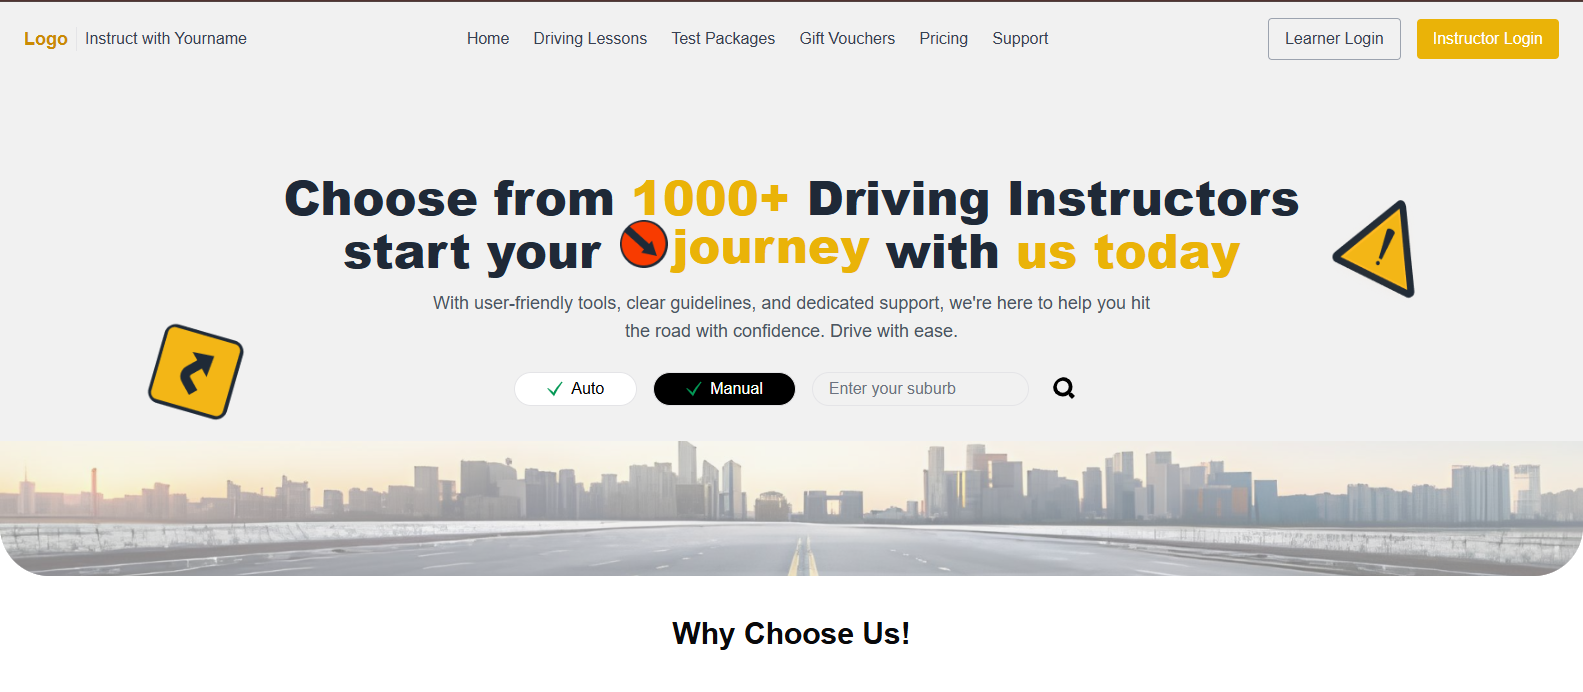 Logo Instruct with Yourname Home Driving Lessons Test Packages Gift Vouchers Pricing Support Learner Login Instructor Login
Choose from 1000+ Driving Instructors
start your journey with us today
With user-friendly tools, clear guidelines, and dedicated support, we're here to help you hit
the road with confidence. Drive with ease.
Auto Manual Enter your suburb
Why Choose Us!